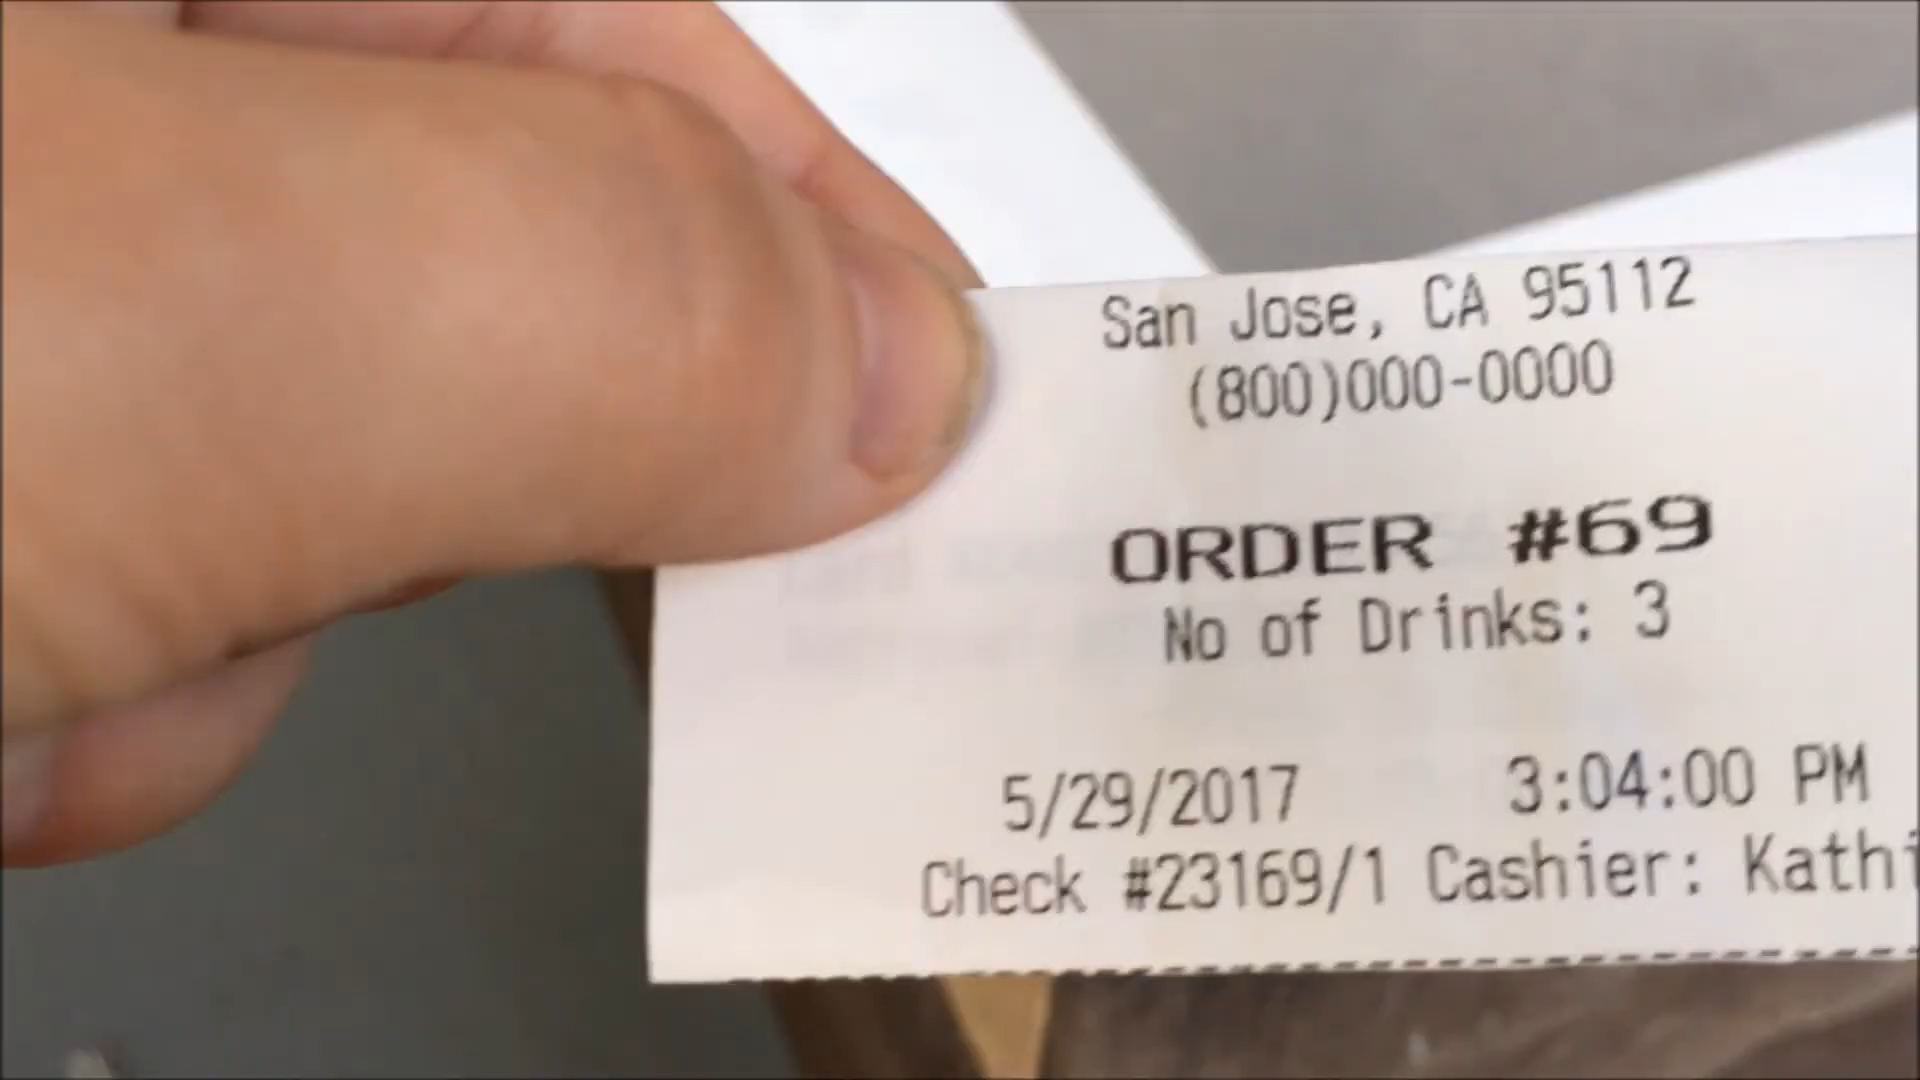 San Jose, CA 95112
(800)000-0000
ORDER #69
No of Drinks: 3
5/29/2017 3:04:00 PM
Check #23169/1 Cashier: Kathi